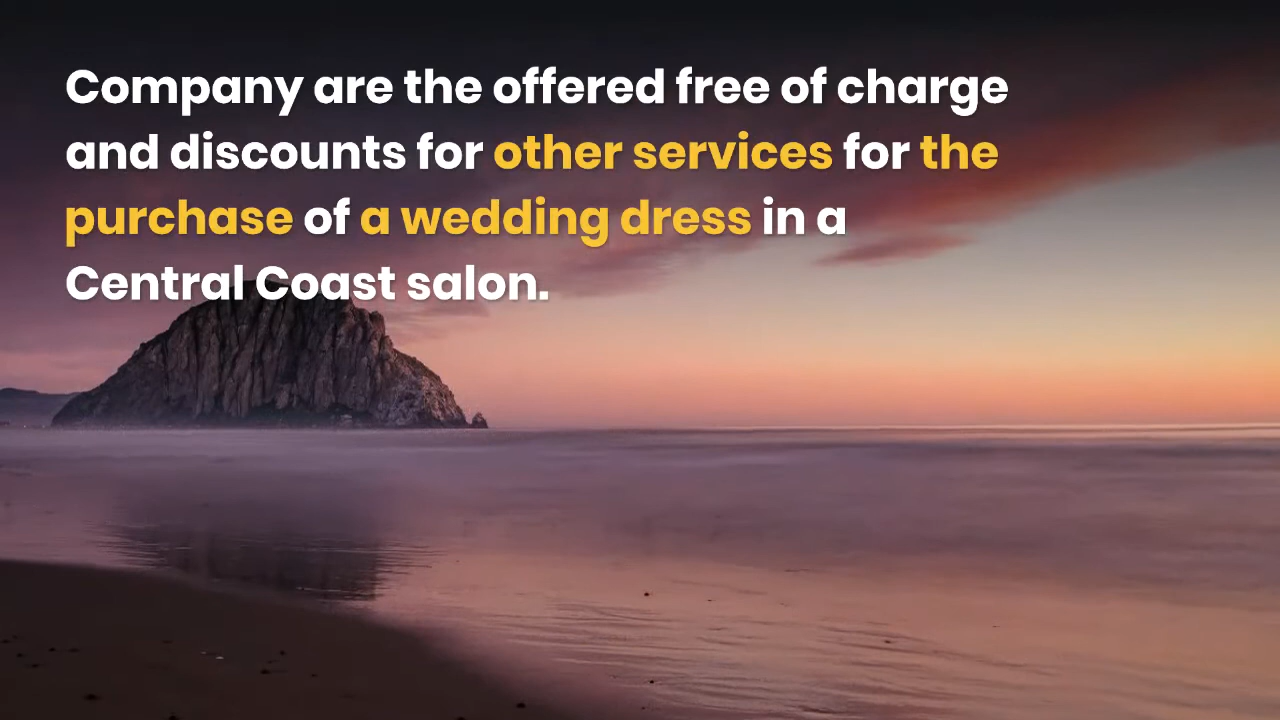 Company are the offered free of charge
and discounts for other services for the
purchase of a wedding dress in a
Central Coast salon.